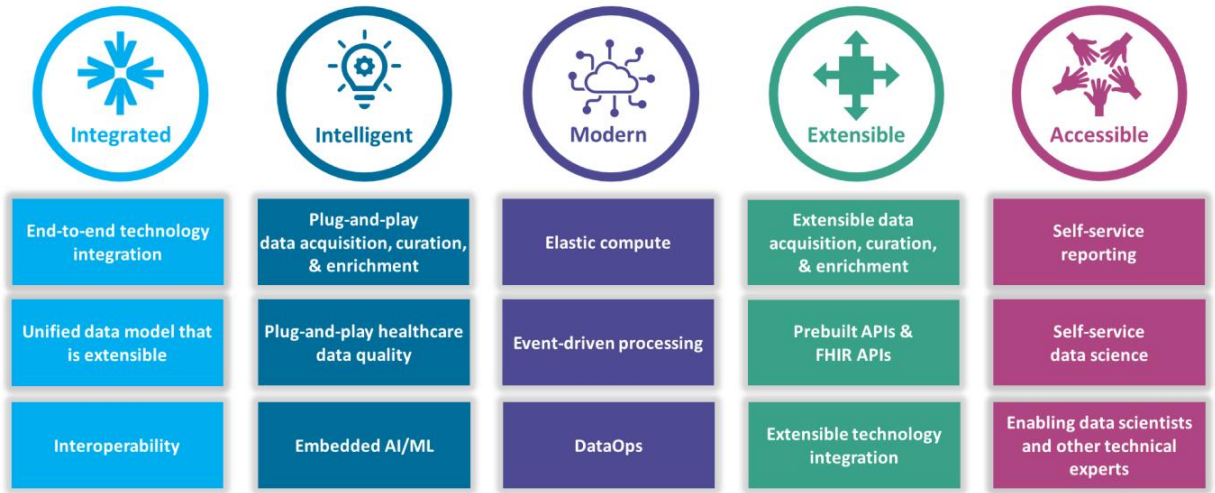 Integrated
Intelligent
Modern
Extensible
Accessible
End-to-end technology
integration
Plug-and-play
data acquisition, curation,
& enrichment
Elastic compute
Extensible data
acquisition, curation,
& enrichment
Self-service
reporting
Unified data model that
is extensible
Plug-and-play healthcare
data quality
Event-driven processing
Prebuilt APIs &
FHIR APIs
Self-service
data science
Interoperability
Embedded AI/ML
DataOps
Extensible technology
integration
Enabling data scientists
and other technical
experts